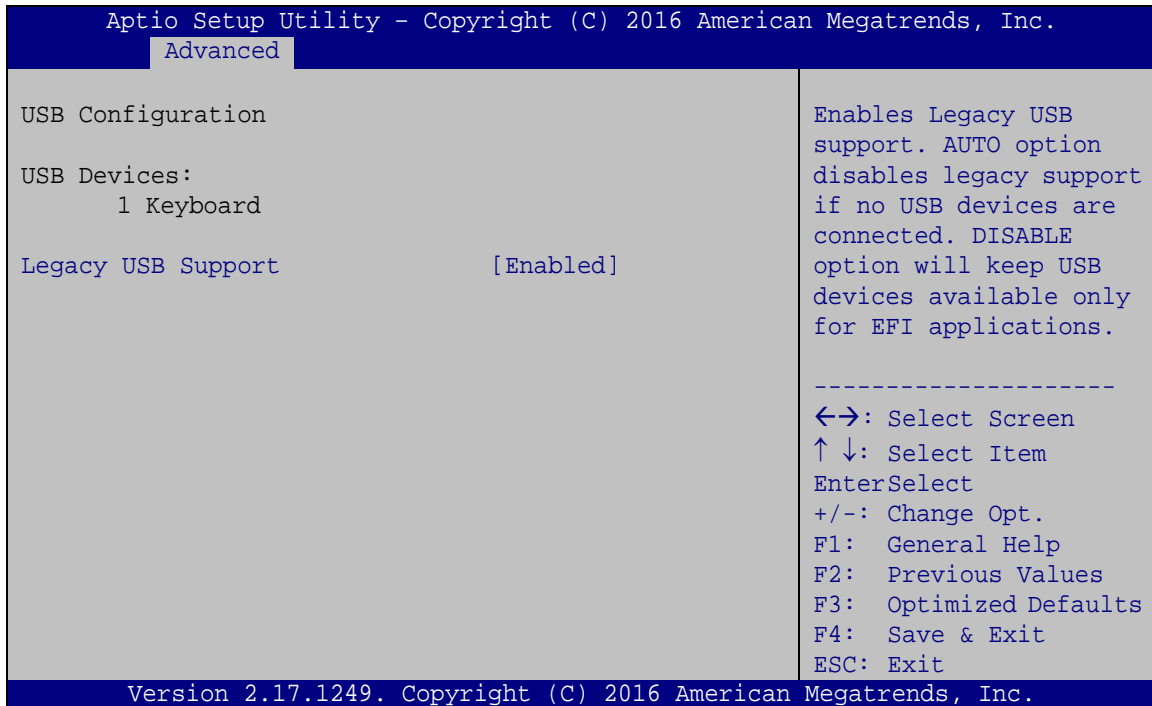 Aptio Setup Utility – Copyright (C) 2016 American Megatrends, Inc.
Advanced
USB Configuration
USB Devices:
1 Keyboard
Legacy USB Support [Enabled]
Enables Legacy USB
support. AUTO option
disables legacy support
if no USB devices are
connected. DISABLE
option will keep USB
devices available only
for EFI applications.
---------------------
←→: Select Screen
↑ ↓: Select Item
EnterSelect
+/-: Change Opt.
F1: General Help
F2: Previous Values
F3: Optimized Defaults
F4: Save & Exit
ESC: Exit
Version 2.17.1249. Copyright (C) 2016 American Megatrends, Inc.